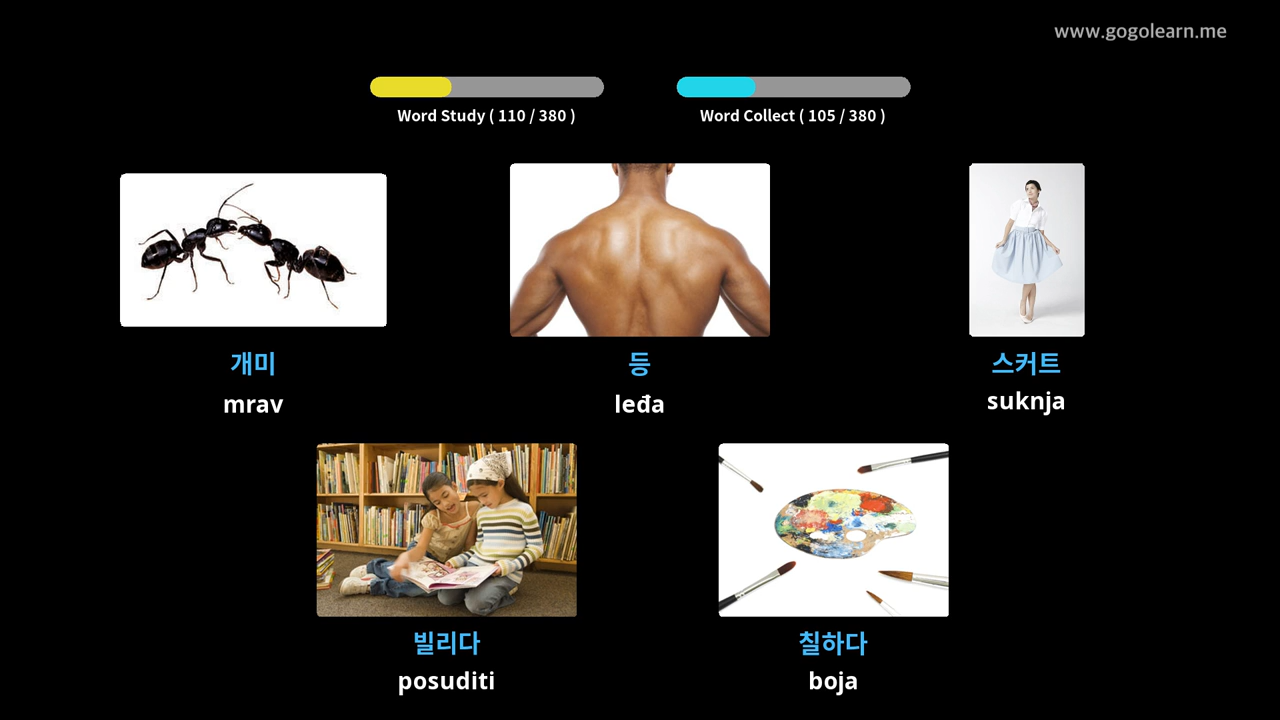 www.gogolearn.me
Word Study ( 110 / 380 )
Word Collect ( 105 / 380 )
개미
mrav
등
leđa
스커트
suknja
빌리다
posuditi
칠하다
boja